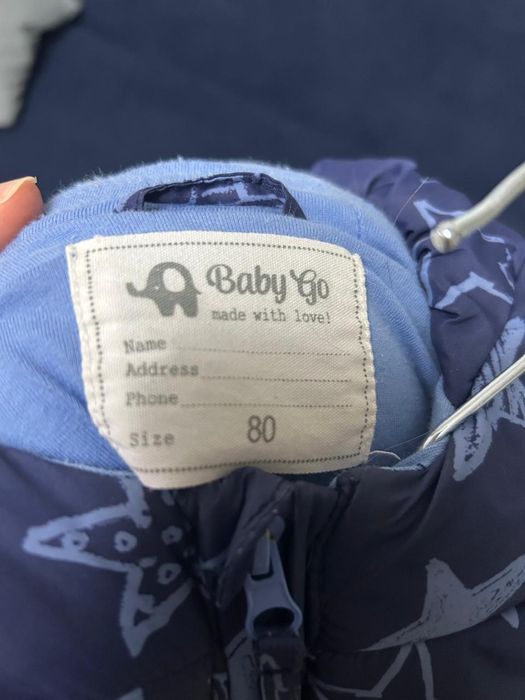 Baby Go
made with love!
Name
Address
Phone
Size 80